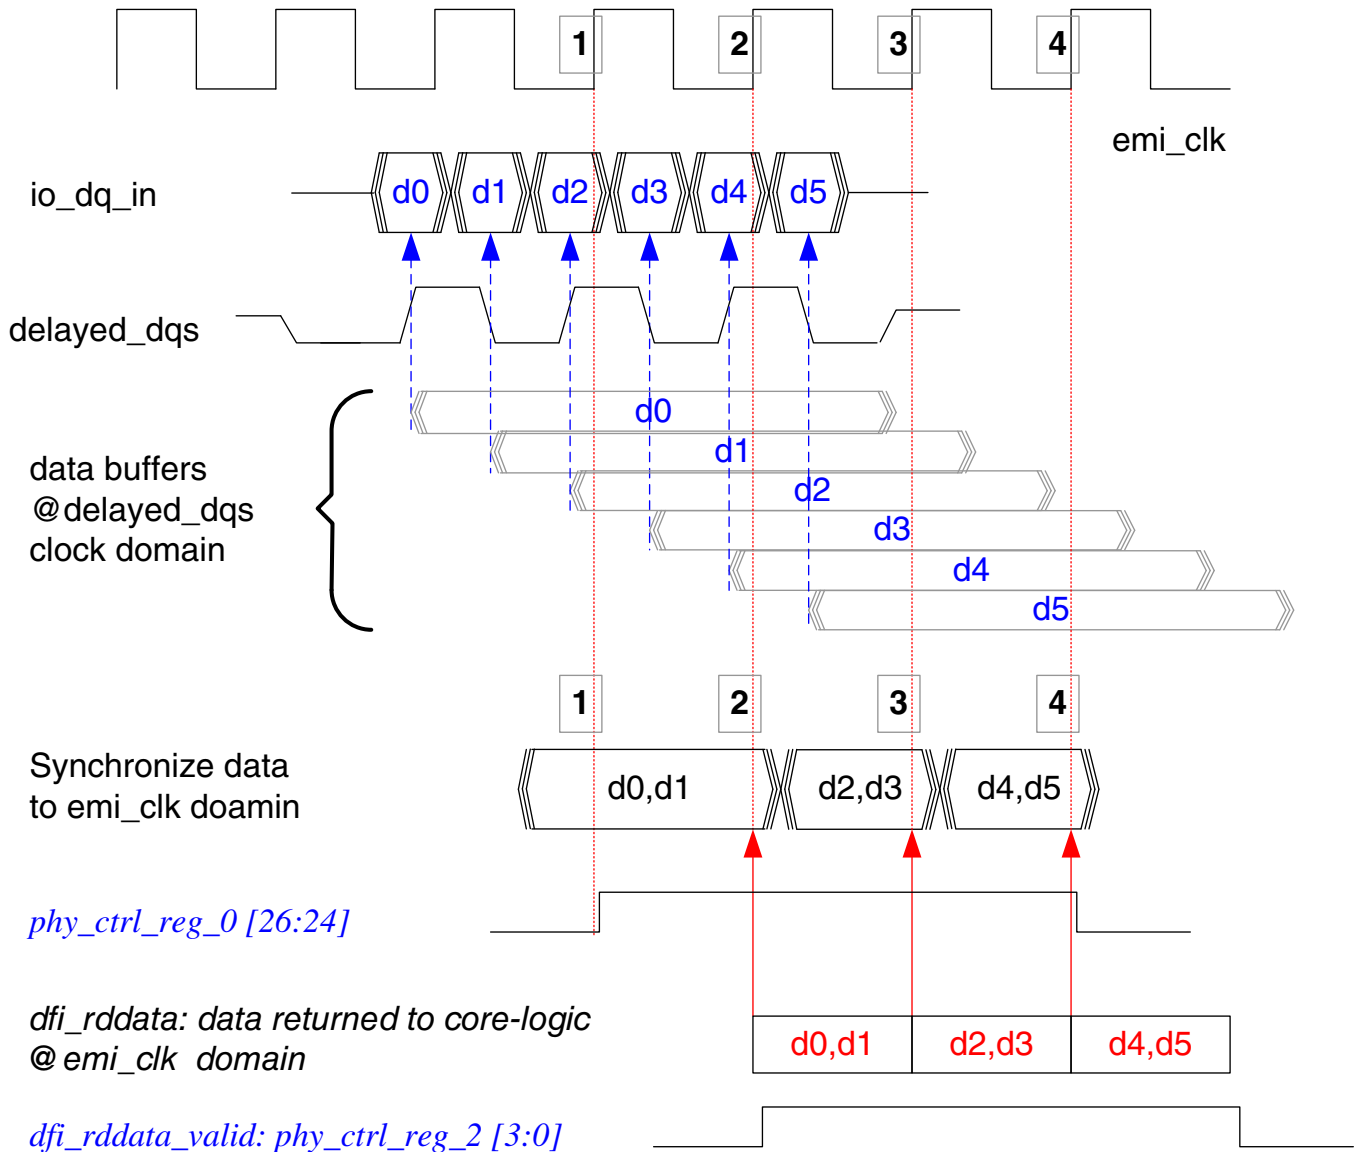 1 2 3 4
emi_clk
io_dq_in
d0 d1 d2 d3 d4 d5
delayed_dqs
d0
d1
d2
d3
d4
d5
data buffers
@delayed_dqs
clock domain
1 2 3 4
Synchronize data
to emi_clk doamin
d0,d1 d2,d3 d4,d5
phy_ctrl_reg_0 [26:24]
dfi_rddata: data returned to core-logic
@emi_clk domain
d0,d1 d2,d3 d4,d5
dfi_rddata_valid: phy_ctrl_reg_2 [3:0]